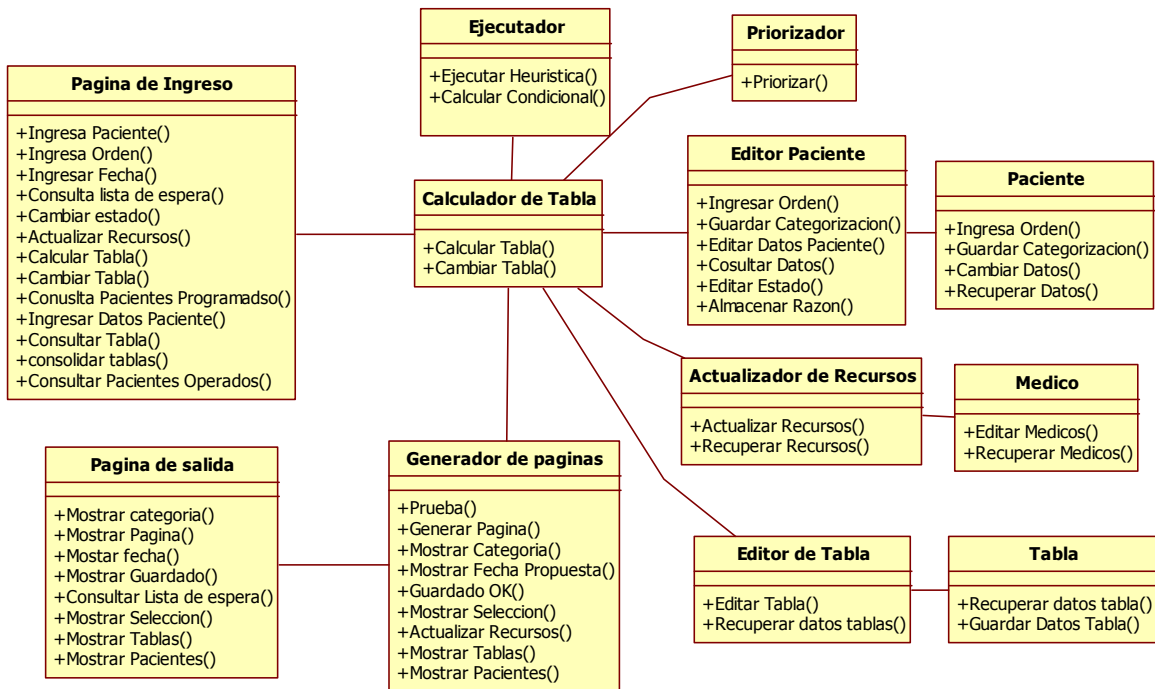 Ejecutador
+Ejecutar Heuristica()
+Calcular Condicional()
Priorizador
+Priorizar()
Pagina de Ingreso
+Ingresa Paciente()
+Ingresa Orden()
+Ingresar Fecha()
+Consulta lista de espera()
+Cambiar estado()
+Actualizar Recursos()
+Calcular Tabla()
+Cambiar Tabla()
+Conuslta Pacientes Programadso()
+Ingresar Datos Paciente()
+Consultar Tabla()
+consolidar tablas()
+Consultar Pacientes Operados()
Calculador de Tabla
+Calcular Tabla()
+Cambiar Tabla()
Editor Paciente
+Ingresar Orden()
+Guardar Categorizacion()
+Editar Datos Paciente()
+Cosultar Datos()
+Editar Estado()
+Almacenar Razon()
Paciente
+Ingresa Orden()
+Guardar Categorizacion()
+Cambiar Datos()
+Recuperar Datos()
Actualizador de Recursos
+Actualizar Recursos()
+Recuperar Recursos()
Medico
+Editar Medicos()
+Recuperar Medicos()
Pagina de salida
+Mostrar categoria()
+Mostrar Pagina()
+Mostar fecha()
+Mostrar Guardado()
+Consultar Lista de espera()
+Mostrar Seleccion()
+Mostrar Tablas()
+Mostrar Pacientes()
Generador de paginas
+Prueba()
+Generar Pagina()
+Mostrar Categoria()
+Mostrar Fecha Propuesta()
+Guardado OK()
+Mostrar Seleccion()
+Actualizar Recursos()
+Mostrar Tablas()
+Mostrar Pacientes()
Editor de Tabla
+Editar Tabla()
+Recuperar datos tablas()
Tabla
+Recuperar datos tabla()
+Guardar Datos Tabla()